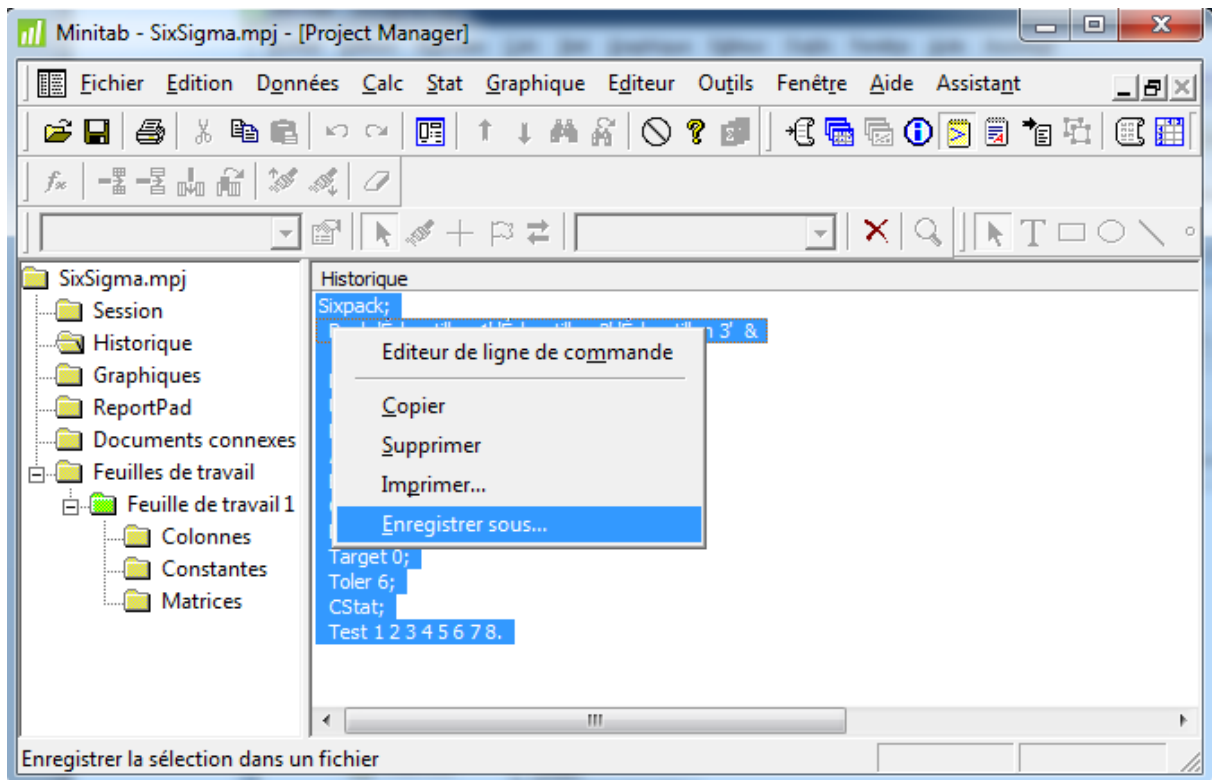 Minitab - SixSigma.mpj - [Project Manager]
Fichier Edition Données Calc Stat Graphique Editeur Outils Fenêtre Aide Assistant
SixSigma.mpj
Session
Historique
Graphiques
ReportPad
Documents connexes
Feuilles de travail
Feuille de travail 1
Colonnes
Constantes
Matrices
Historique
Sixpack;
n 3' &
Editeur de ligne de commande
Copier
Supprimer
Imprimer...
Enregistrer sous...
Target 0;
Toler 6;
CStat;
Test 1 2 3 4 5 6 7 8.
Enregistrer la sélection dans un fichier